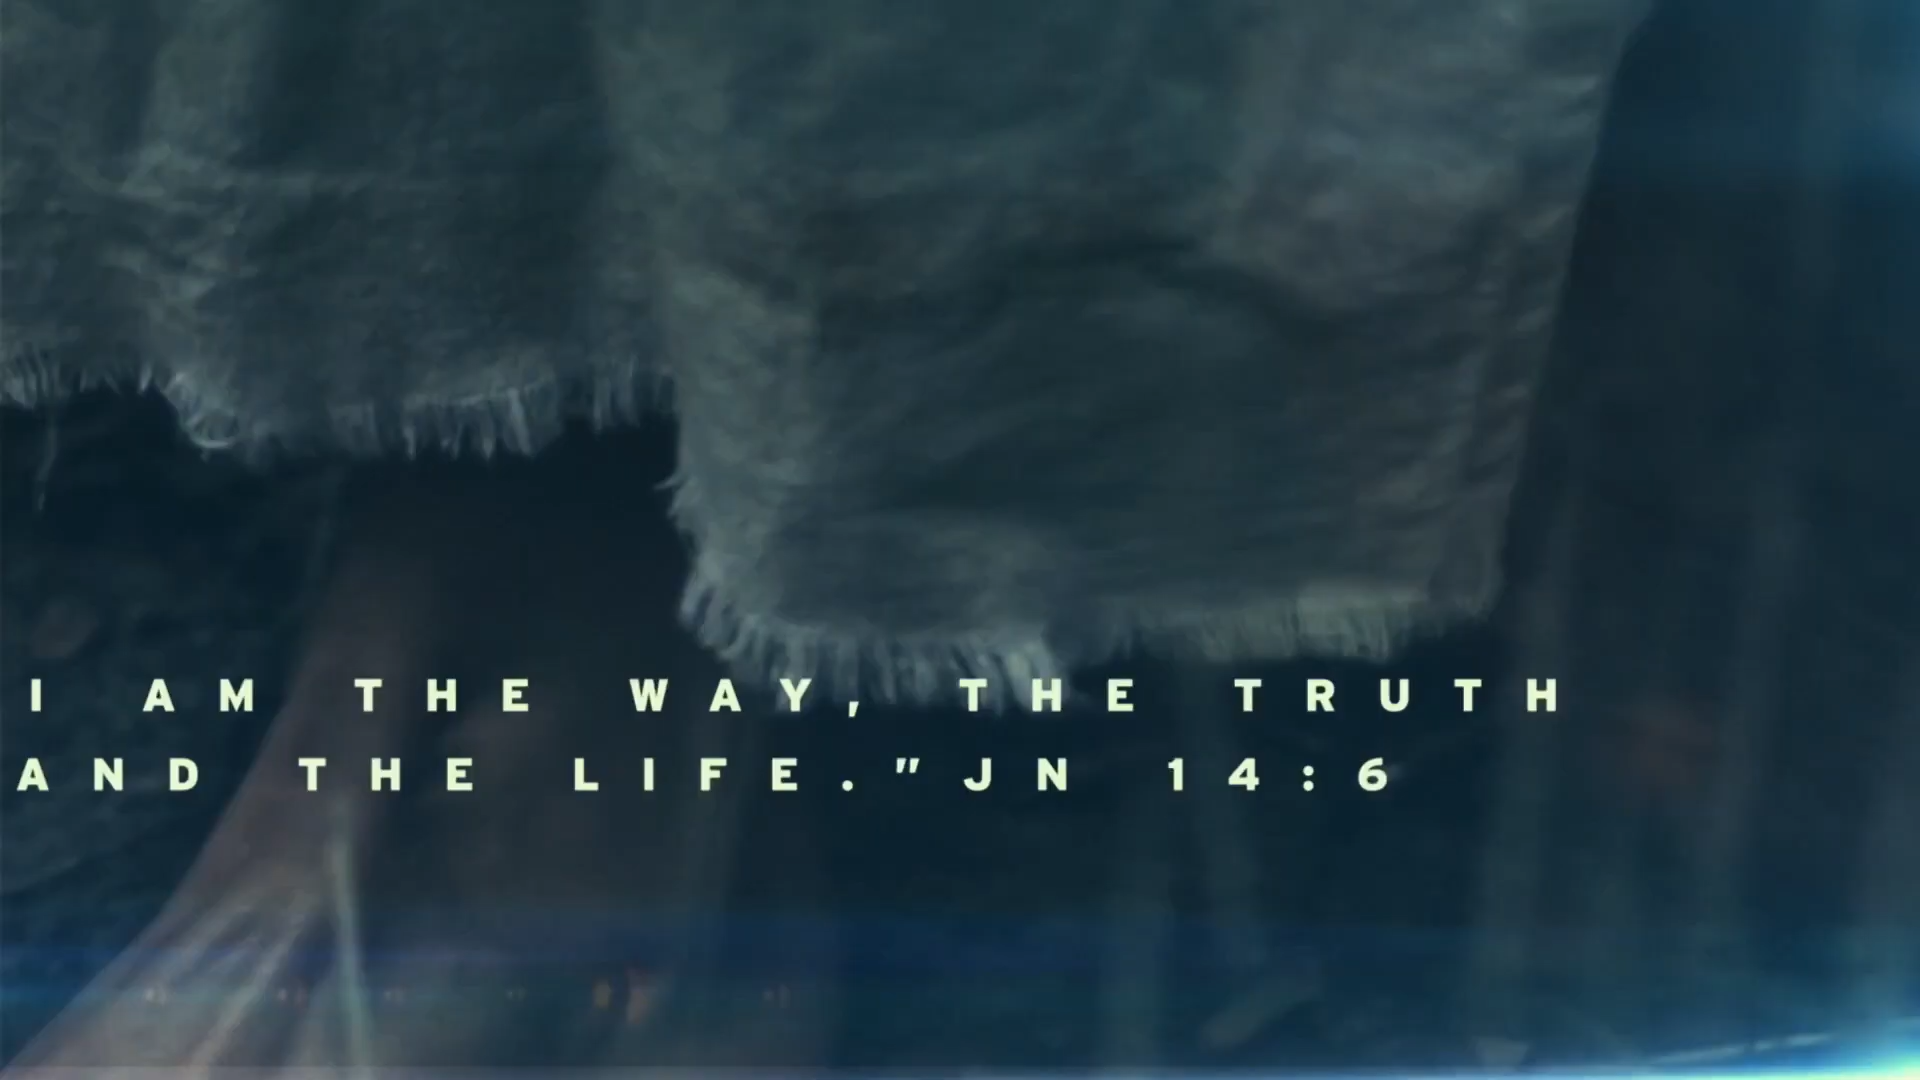 I AM THE WAY, THE TRUTH
AND THE LIFE."JN 14:6